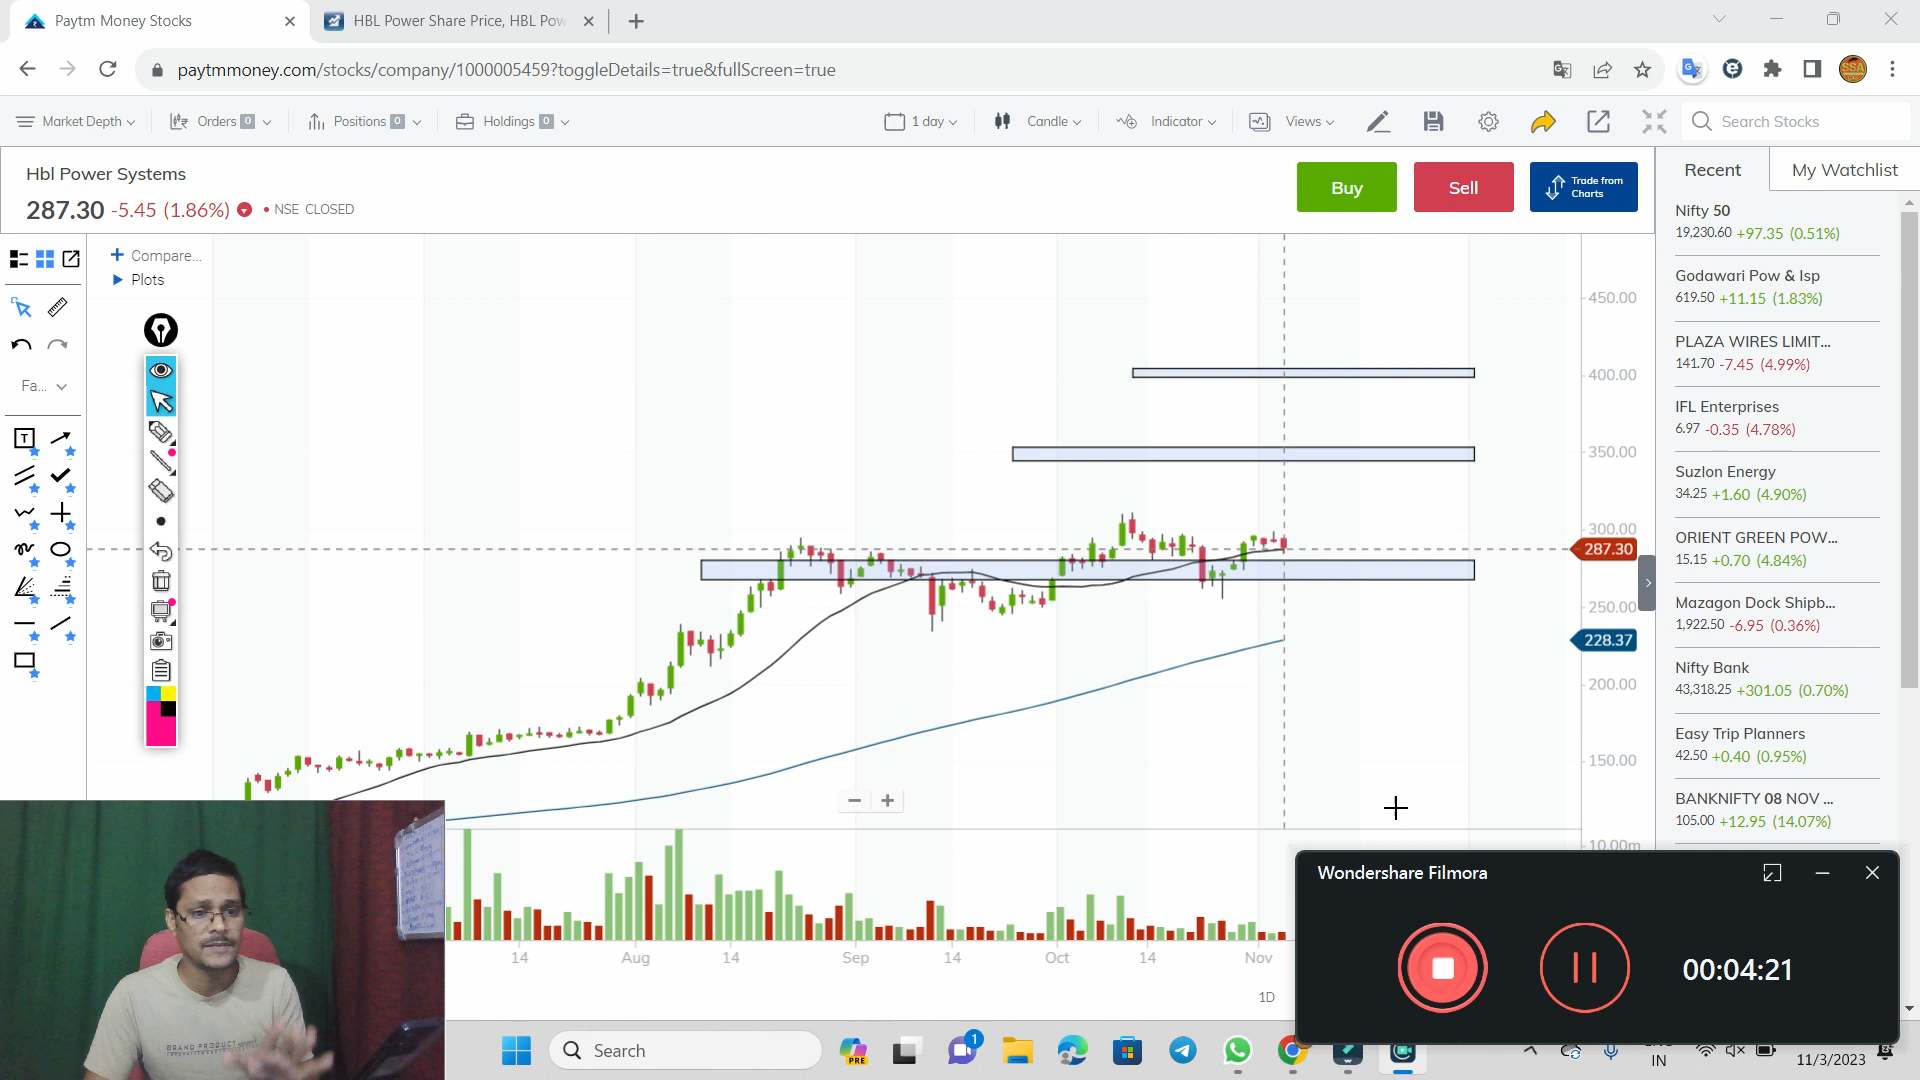 Paytm Money Stocks
HBL Power Share Price, HBL Pow
paytmmoney.com/stocks/company/1000005459?toggleDetails=true&fullScreen=true
Market Depth
Orders 0
Positions 0
Holdings 0
1 day
Candle
Indicator
Views
Search Stocks
Hbl Power Systems
287.30 -5.45 (1.86%) • NSE CLOSED
Buy
Sell
Trade from
Charts
Recent
My Watchlist
Compare...
Plots
Fa...
T
450.00
400.00
350.00
300.00
287.30
250.00
228.37
200.00
150.00
10.00m
14
Aug
14
Sep
14
Oct
14
Nov
1D
Nifty 50
19,230.60 +97.35 (0.51%)
Godawari Pow & Isp
619.50 +11.15 (1.83%)
PLAZA WIRES LIMIT...
141.70 -7.45 (4.99%)
IFL Enterprises
6.97 -0.35 (4.78%)
Suzlon Energy
34.25 +1.60 (4.90%)
ORIENT GREEN POW...
15.15 +0.70 (4.84%)
Mazagon Dock Shipb...
1,922.50 -6.95 (0.36%)
Nifty Bank
43,318.25 +301.05 (0.70%)
Easy Trip Planners
42.50 +0.40 (0.95%)
BANKNIFTY 08 NOV ...
105.00 +12.95 (14.07%)
Wondershare Filmora
00:04:21
BRAND PRODUCT
Search
PRE
1
IN
11/3/2023